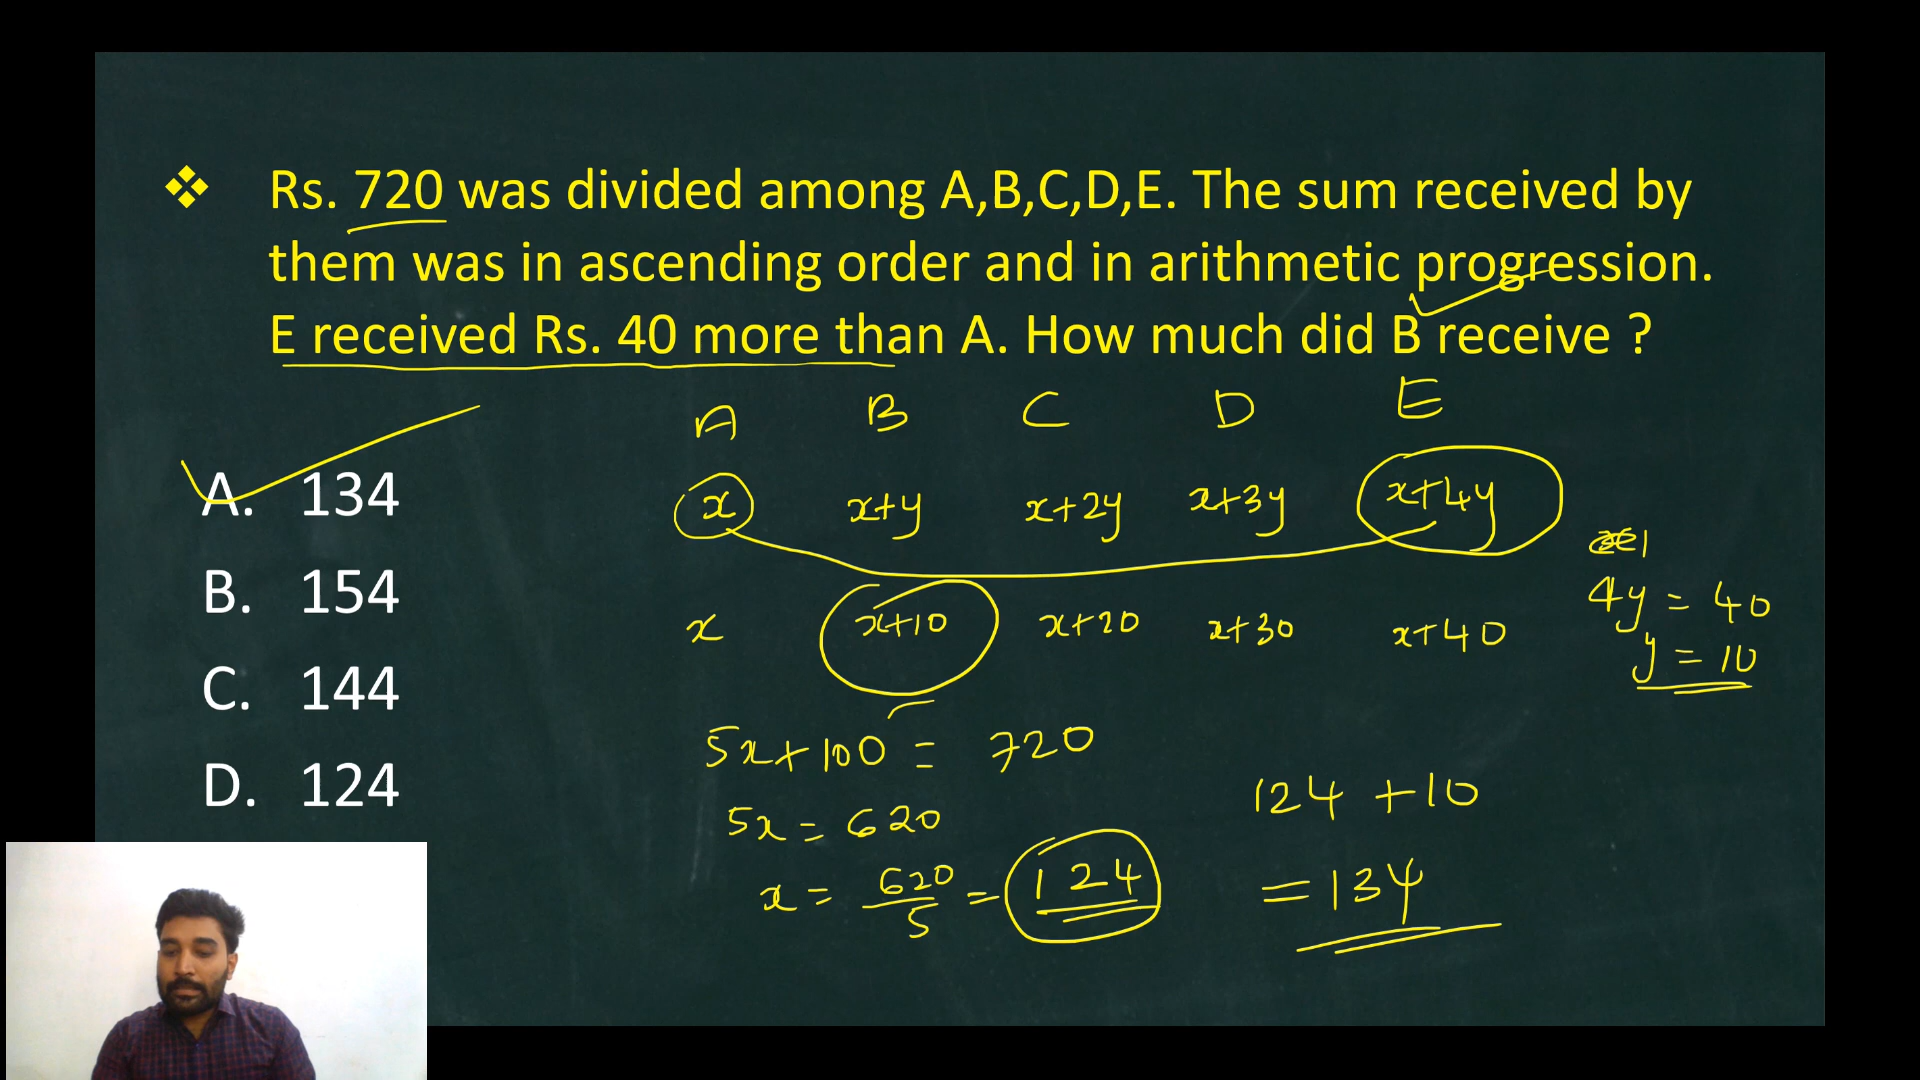 ❖ Rs. 720 was divided among A,B,C,D,E. The sum received by
them was in ascending order and in arithmetic progression.
E received Rs. 40 more than A. How much did B receive ?
A. 134
B. 154
C. 144
D. 124
A B C D E
x x+y x+2y x+3y x+4y
4y = 40
y = 10
x x+10 x+20 x+30 x+40
5x+100 = 720
5x = 620
x = 620/5 = 124
124 +10
= 134